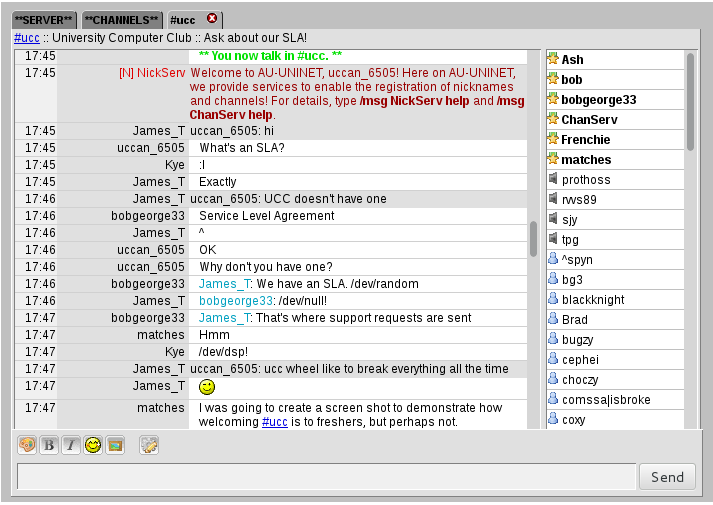 **SERVER** **CHANNELS** #ucc
#ucc :: University Computer Club :: Ask about our SLA!
17:45 ** You now talk in #ucc. **
17:45 [N] NickServ Welcome to AU-UNINET, uccan_6505! Here on AU-UNINET,
we provide services to enable the registration of nicknames
and channels! For details, type /msg NickServ help and /msg
ChanServ help.
17:45 James_T uccan_6505: hi
17:45 uccan_6505 What's an SLA?
17:45 Kye :I
17:45 James_T Exactly
17:46 James_T uccan_6505: UCC doesn't have one
17:46 bobgeorge33 Service Level Agreement
17:46 James_T ^
17:46 uccan_6505 OK
17:46 uccan_6505 Why don't you have one?
17:46 bobgeorge33 James_T: We have an SLA. /dev/random
17:46 James_T bobgeorge33: /dev/null!
17:47 bobgeorge33 James_T: That's where support requests are sent
17:47 matches Hmm
17:47 Kye /dev/dsp!
17:47 James_T uccan_6505: ucc wheel like to break everything all the time
17:47 James_T
17:47 matches I was going to create a screen shot to demonstrate how
welcoming #ucc is to freshers, but perhaps not.
Ash
bob
bobgeorge33
ChanServ
Frenchie
matches
prothoss
rvvs89
sjy
tpg
^spyn
bg3
blackknight
Brad
bugzy
cephei
choczy
comssa|isbroke
coxy
B I
Send